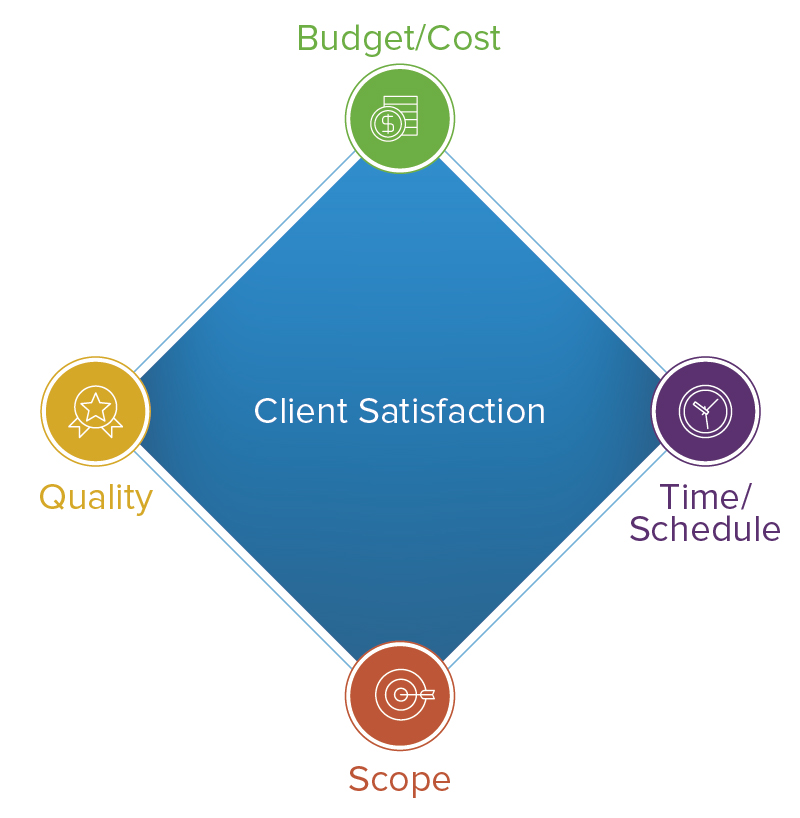 Budget/Cost
Client Satisfaction
Quality
Time/
Schedule
Scope